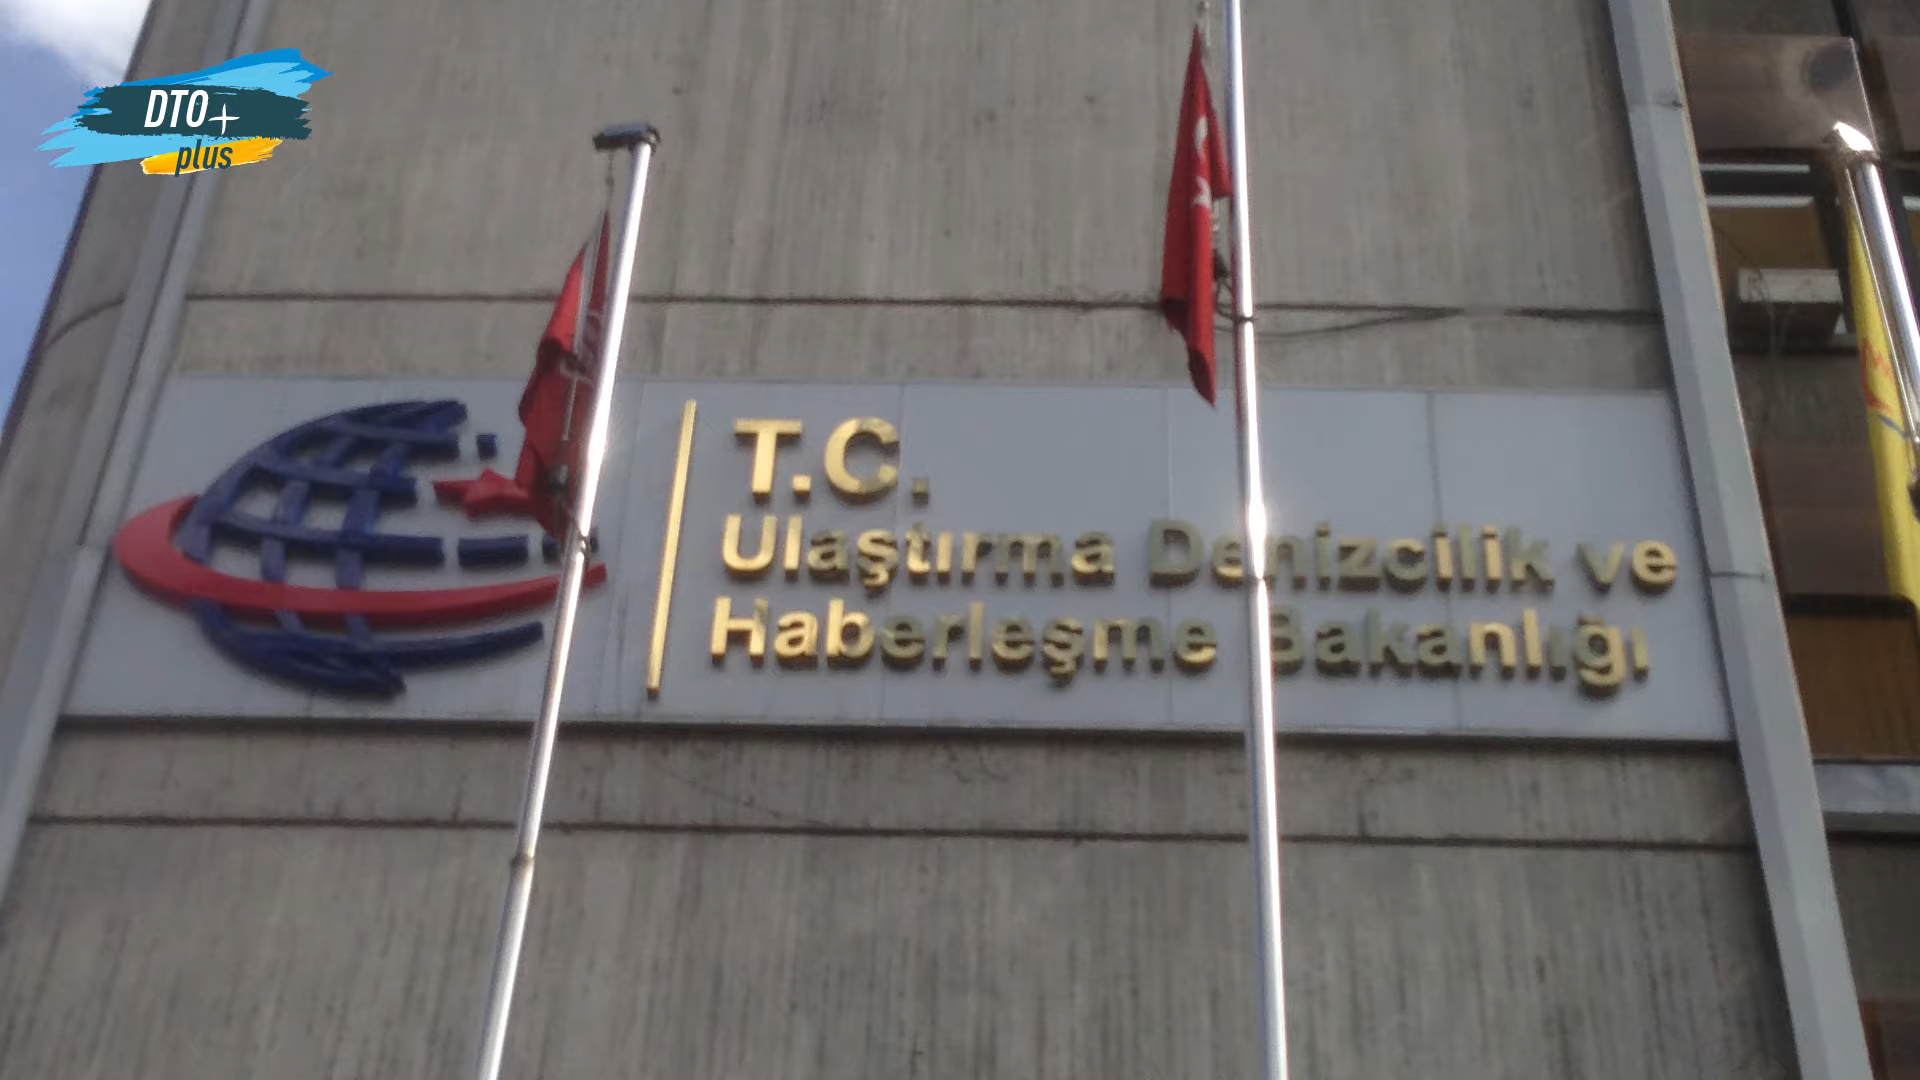 DTO+
plus
T.C.
Ulaştırma Denizcilik ve
Haberleşme Bakanlığı